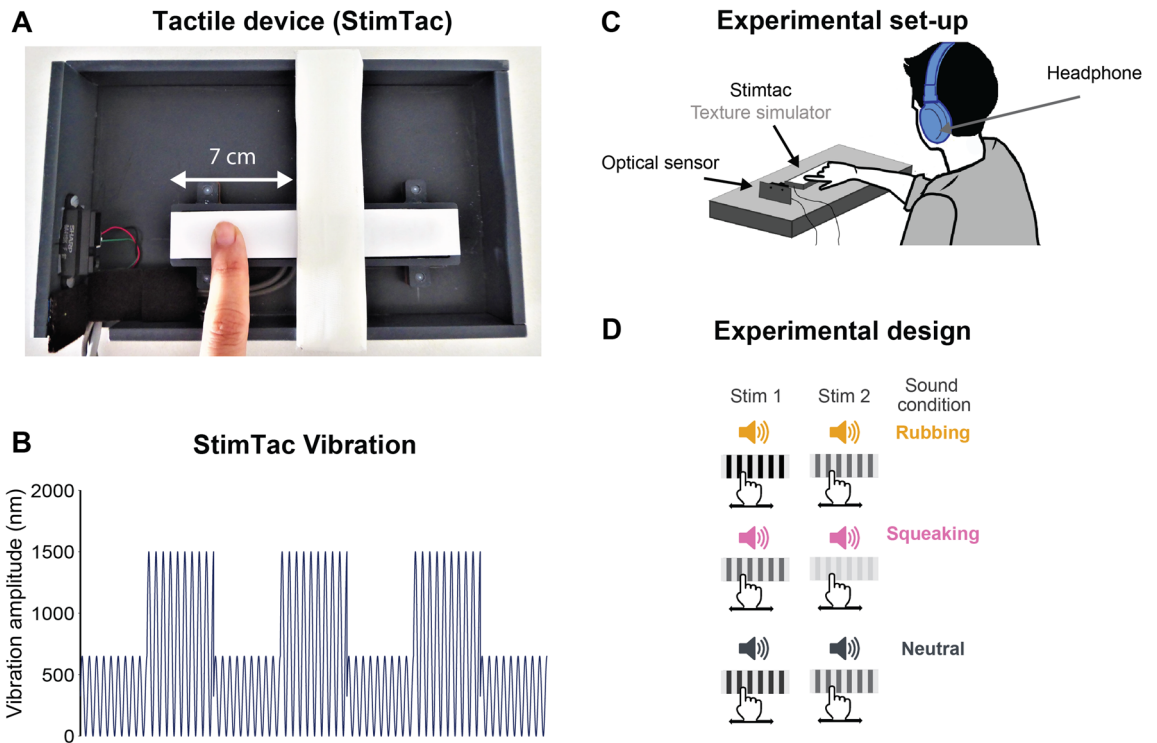 A
Tactile device (StimTac)
7 cm
SHARP
B
StimTac Vibration
Vibration amplitude (nm)
2000
1500
1000
500
0
C
Experimental set-up
Headphone
Stimtac
Texture simulator
Optical sensor
D
Experimental design
Stim 1
Stim 2
Sound
condition
Rubbing
Squeaking
Neutral